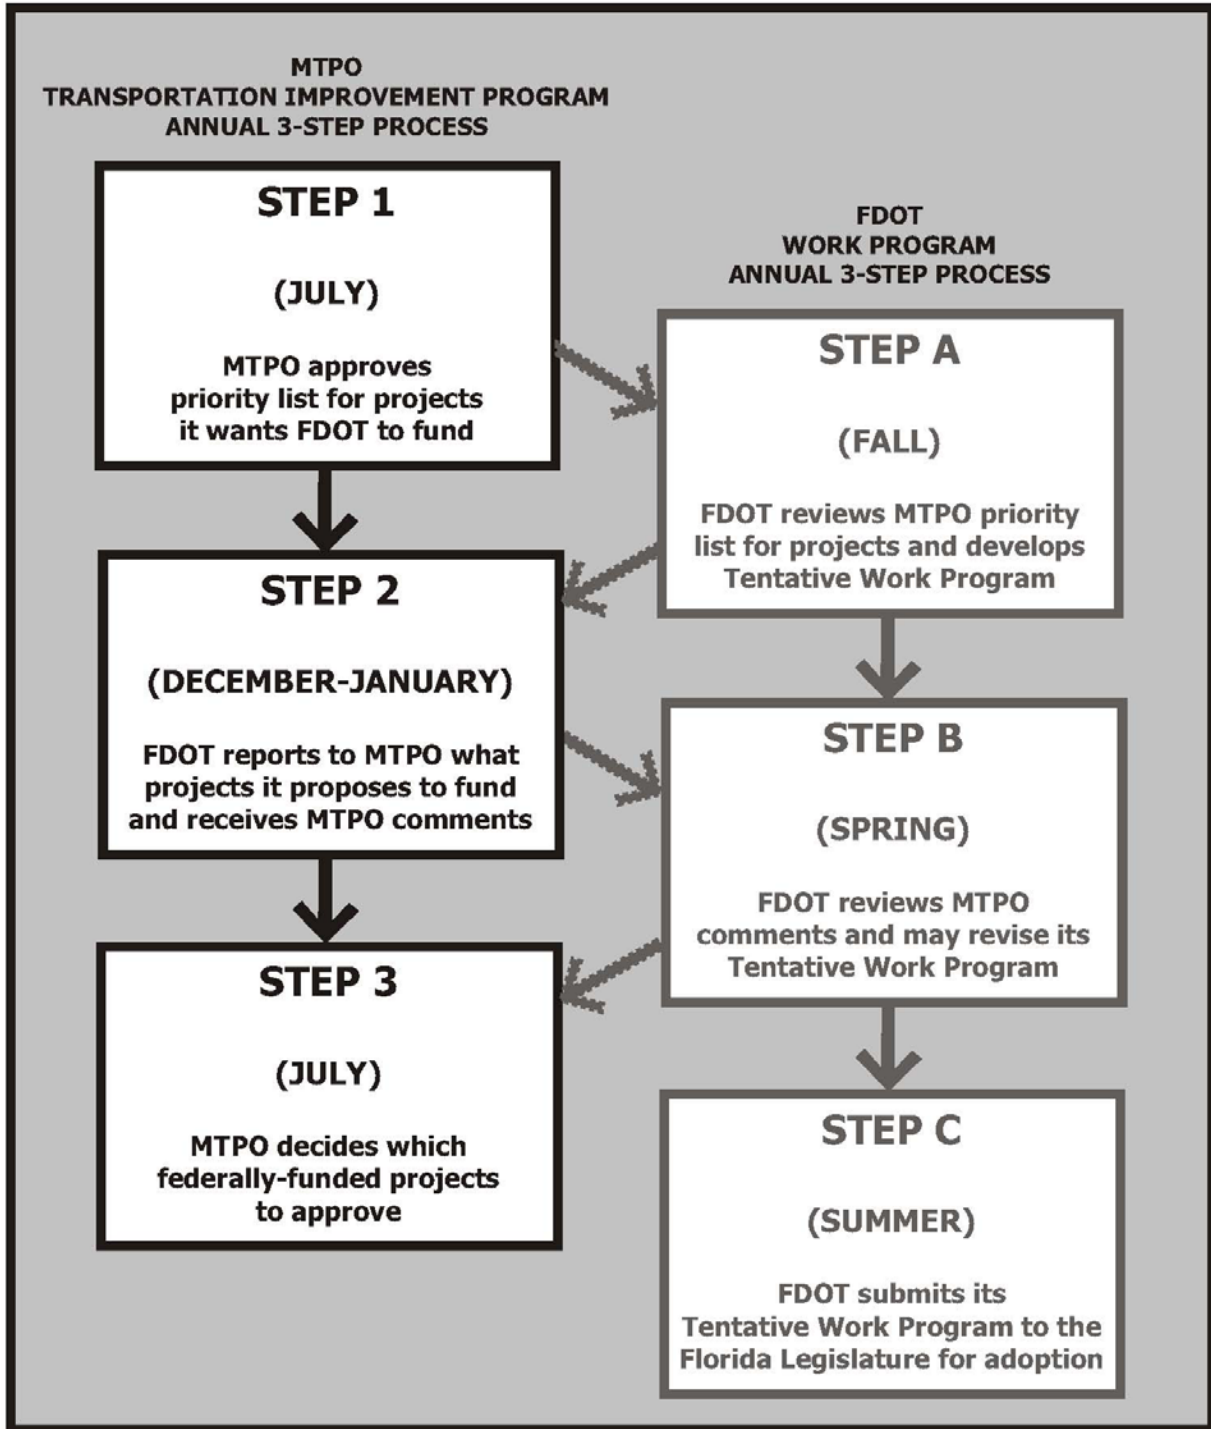 MTPO
TRANSPORTATION IMPROVEMENT PROGRAM
ANNUAL 3-STEP PROCESS
STEP 1
(JULY)
MTPO approves
priority list for projects
it wants FDOT to fund
STEP 2
(DECEMBER-JANUARY)
FDOT reports to MTPO what
projects it proposes to fund
and receives MTPO comments
STEP 3
(JULY)
MTPO decides which
federally-funded projects
to approve
FDOT
WORK PROGRAM
ANNUAL 3-STEP PROCESS
STEP A
(FALL)
FDOT reviews MTPO priority
list for projects and develops
Tentative Work Program
STEP B
(SPRING)
FDOT reviews MTPO
comments and may revise its
Tentative Work Program
STEP C
(SUMMER)
FDOT submits its
Tentative Work Program to the
Florida Legislature for adoption